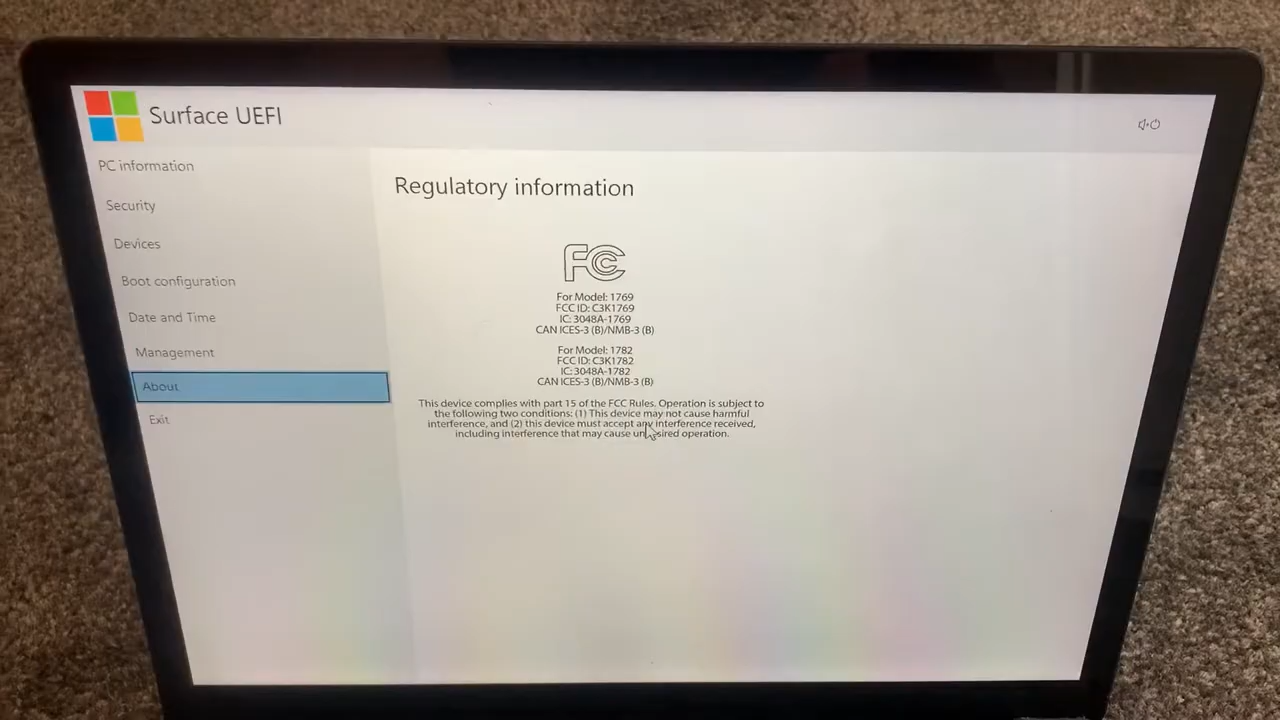 Surface UEFI
PC information
Security
Devices
Boot configuration
Date and Time
Management
About
Exit
Regulatory information
FC
For Model: 1769
FCC ID: C3K1769
IC: 3048A-1769
CAN ICES-3 (B)/NMB-3 (B)
For Model: 1782
FCC ID: C3K1782
IC: 3048A-1782
CAN ICES-3 (B)/NMB-3 (B)
This device complies with part 15 of the FCC Rules. Operation is subject to
the following two conditions: (1) This device may not cause harmful
interference, and (2) this device must accept any interference received,
including interference that may cause undesired operation.